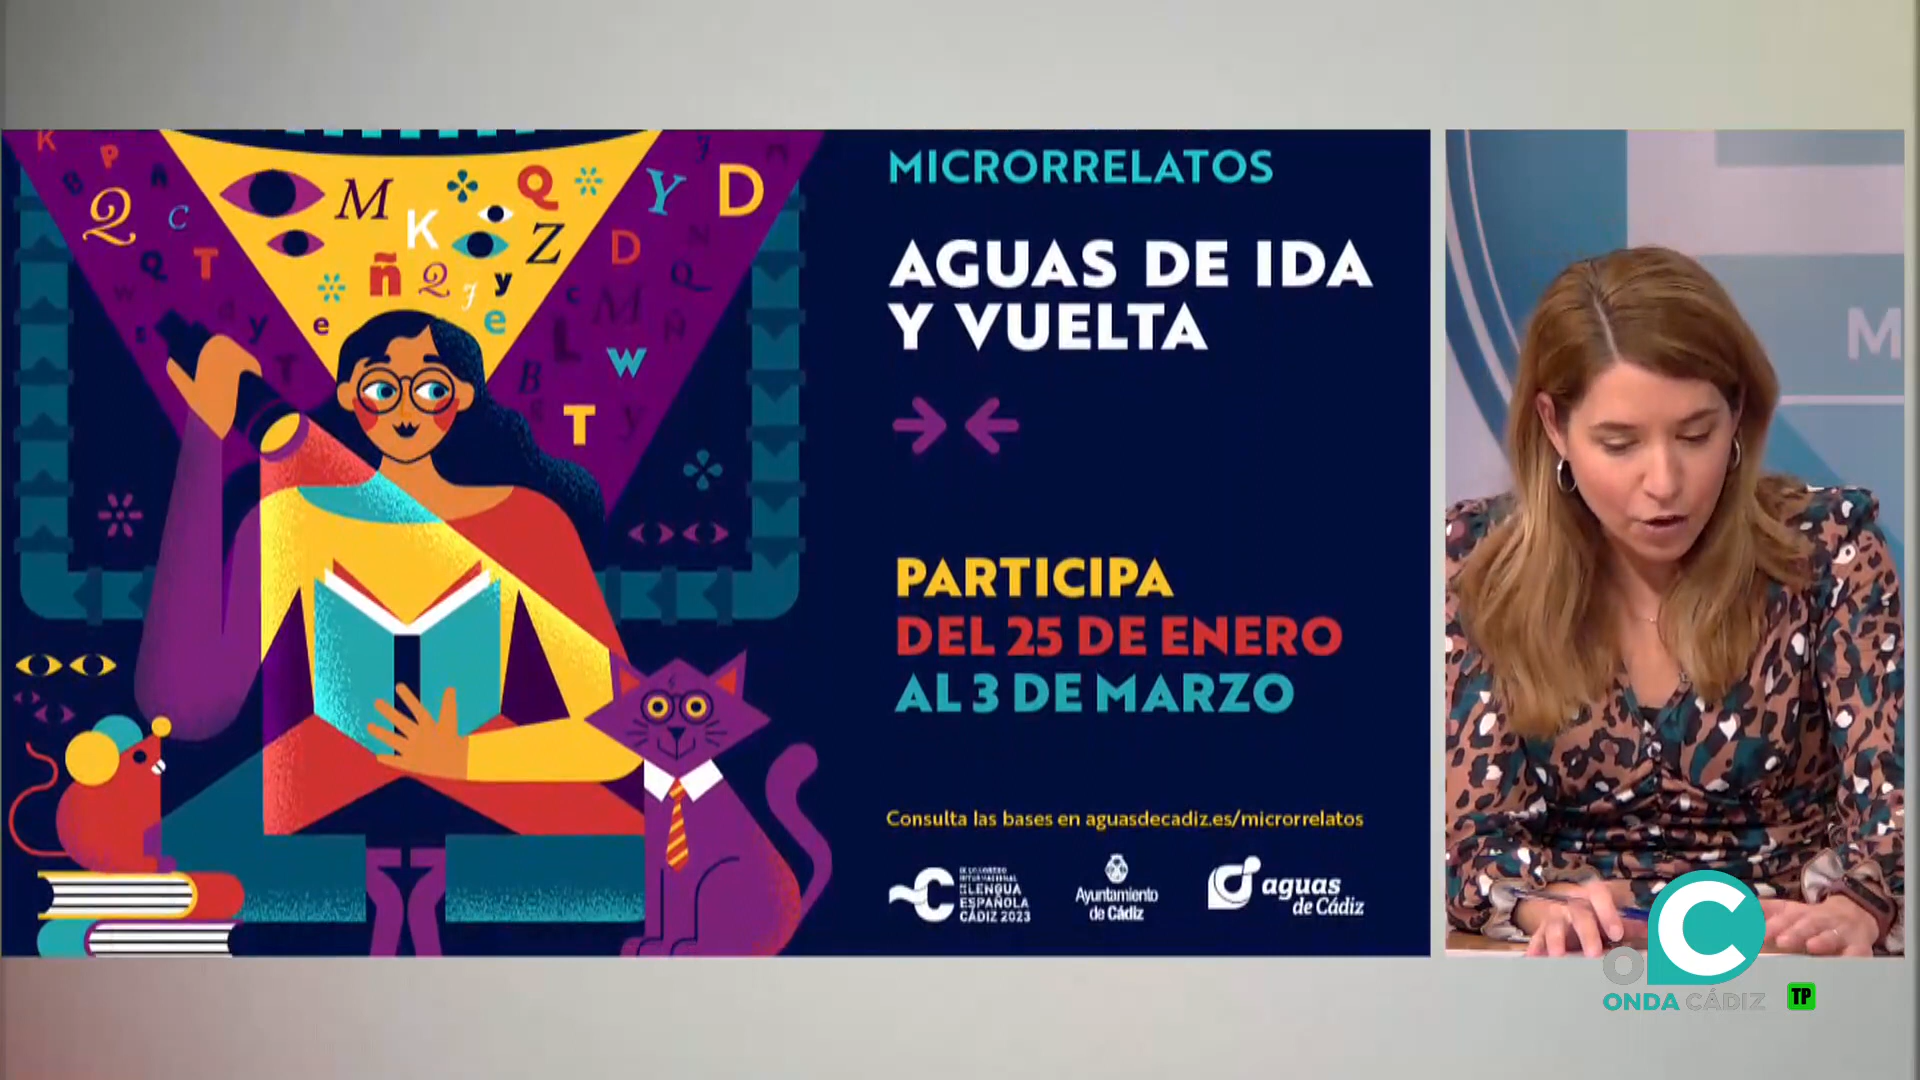 MICRORRELATOS
AGUAS DE IDA
Y VUELTA
PARTICIPA
DEL 25 DE ENERO
AL 3 DE MARZO
Consulta las bases en aguasdecadiz.es/microrrelatos
LENGUA
ESPAÑOLA
CÁDIZ 2023
Ayuntamiento
de Cádiz
aguas
de Cádiz
M
ONDA CÁDIZ
TP